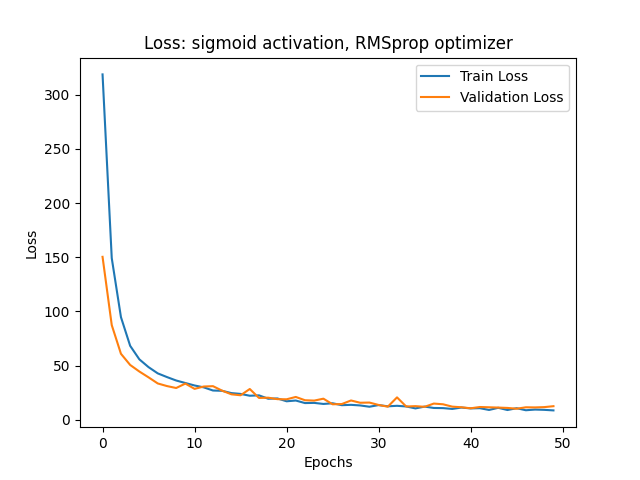 Loss: sigmoid activation, RMSprop optimizer
Train Loss
Validation Loss
300
250
200
150
100
50
0
Loss
0 10 20 30 40 50
Epochs